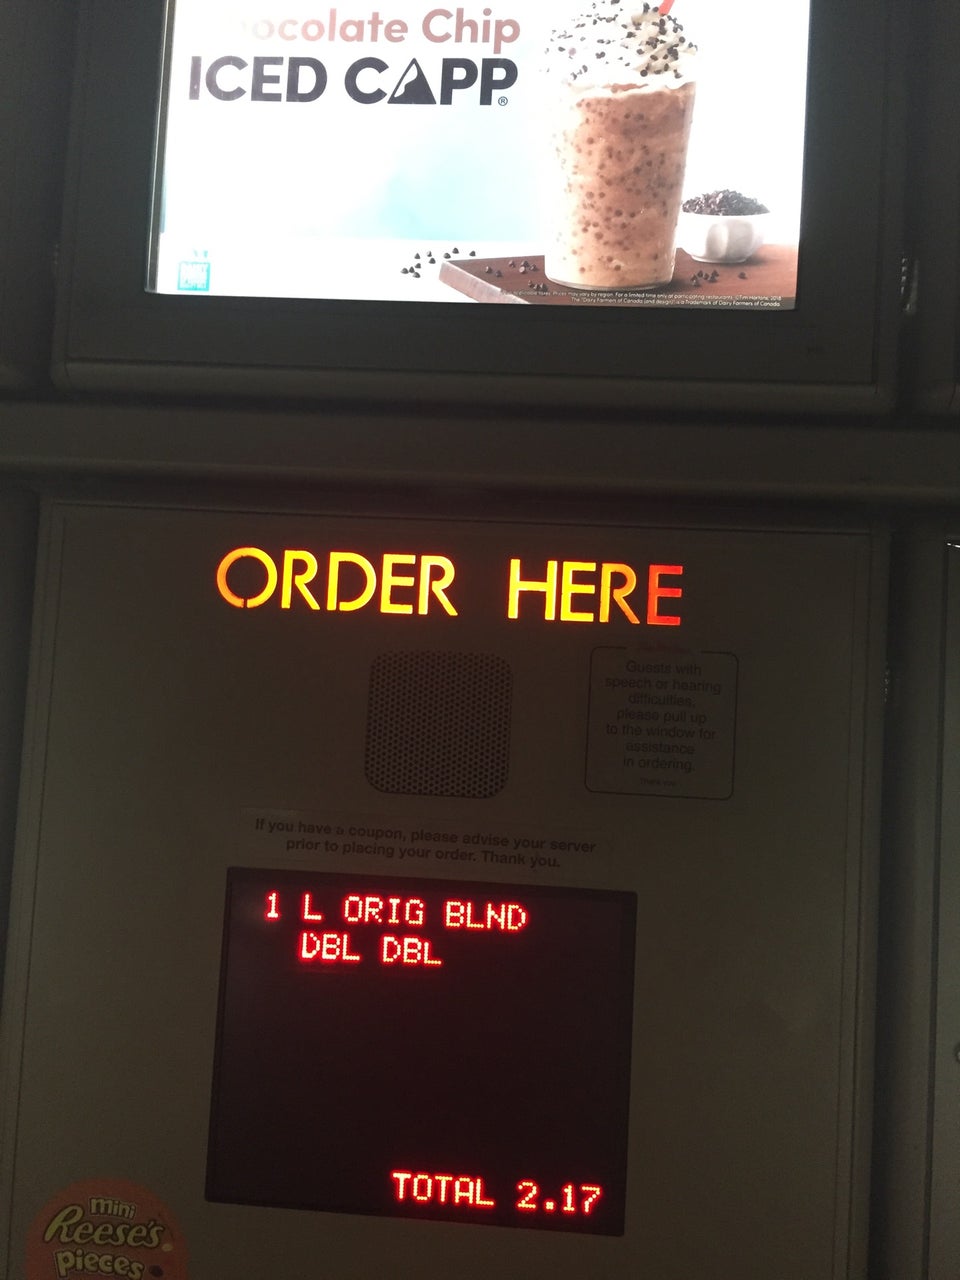 ocolate Chip
ICED CAPP®
ORDER HERE
Guests with
speech or hearing
difficulties,
please pull up
to the window for
assistance
in ordering.
Thank you
If you have a coupon, please advise your server
prior to placing your order. Thank you.
1 L ORIG BLND
DBL DBL
TOTAL 2.17
mini
Reese's
pieces